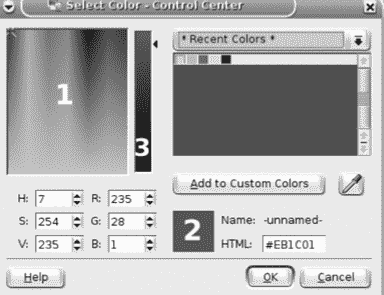 Select Color - Control Center
* Recent Colors *
1
3
Add to Custom Colors
H: 7 R: 235
S: 254 G: 28
V: 235 B: 1
2
Name: -unnamed-
HTML: #EB1C01
Help OK Cancel